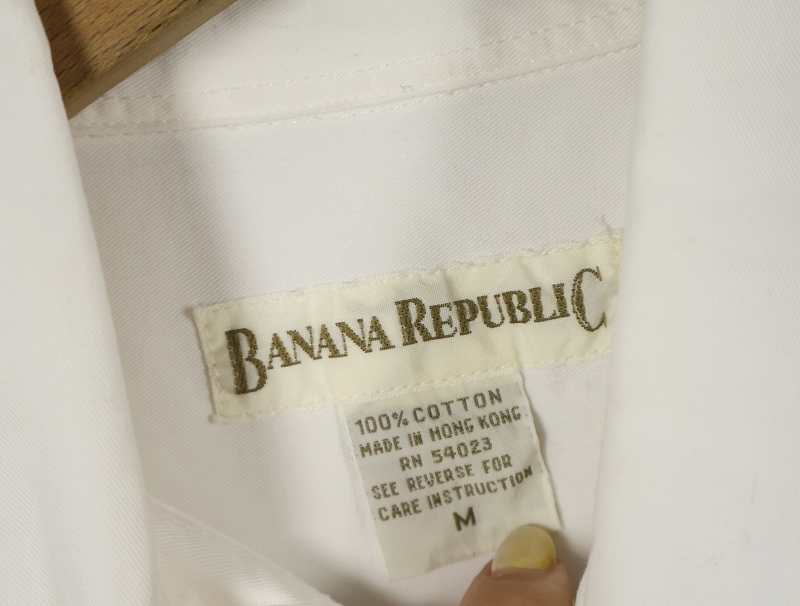 BANANA REPUBLIC
100% COTTON
MADE IN HONG KONG
RN 54023
SEE REVERSE FOR
CARE INSTRUCTION
M